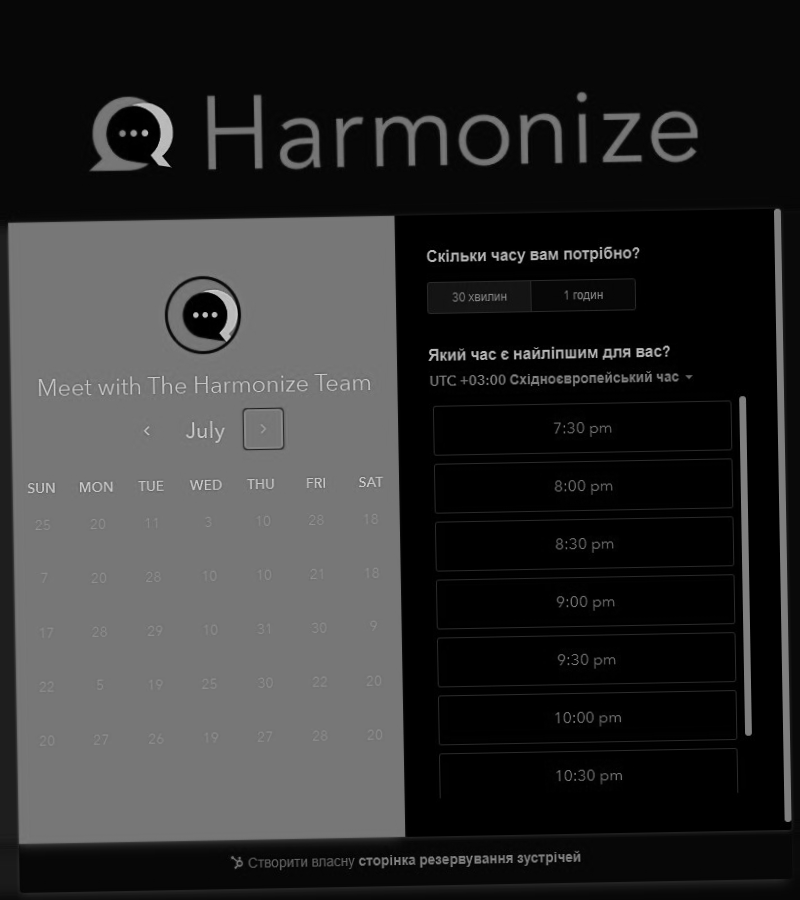 Harmonize
Meet with The Harmonize Team
July
SUN MON TUE WED THU FRI SAT
25 20 11 3 10 28 18
7 20 28 10 10 21 18
17 28 29 10 31 30 9
22 5 19 25 30 22 20
20 27 26 19 27 28 20
Скільки часу вам потрібно?
30 хвилин 1 годин
Який час є найліпшим для вас?
UTC +03:00 Східноєвропейський час
7:30 pm
8:00 pm
8:30 pm
9:00 pm
9:30 pm
10:00 pm
10:30 pm
Створити власну сторінка резервування зустрічей